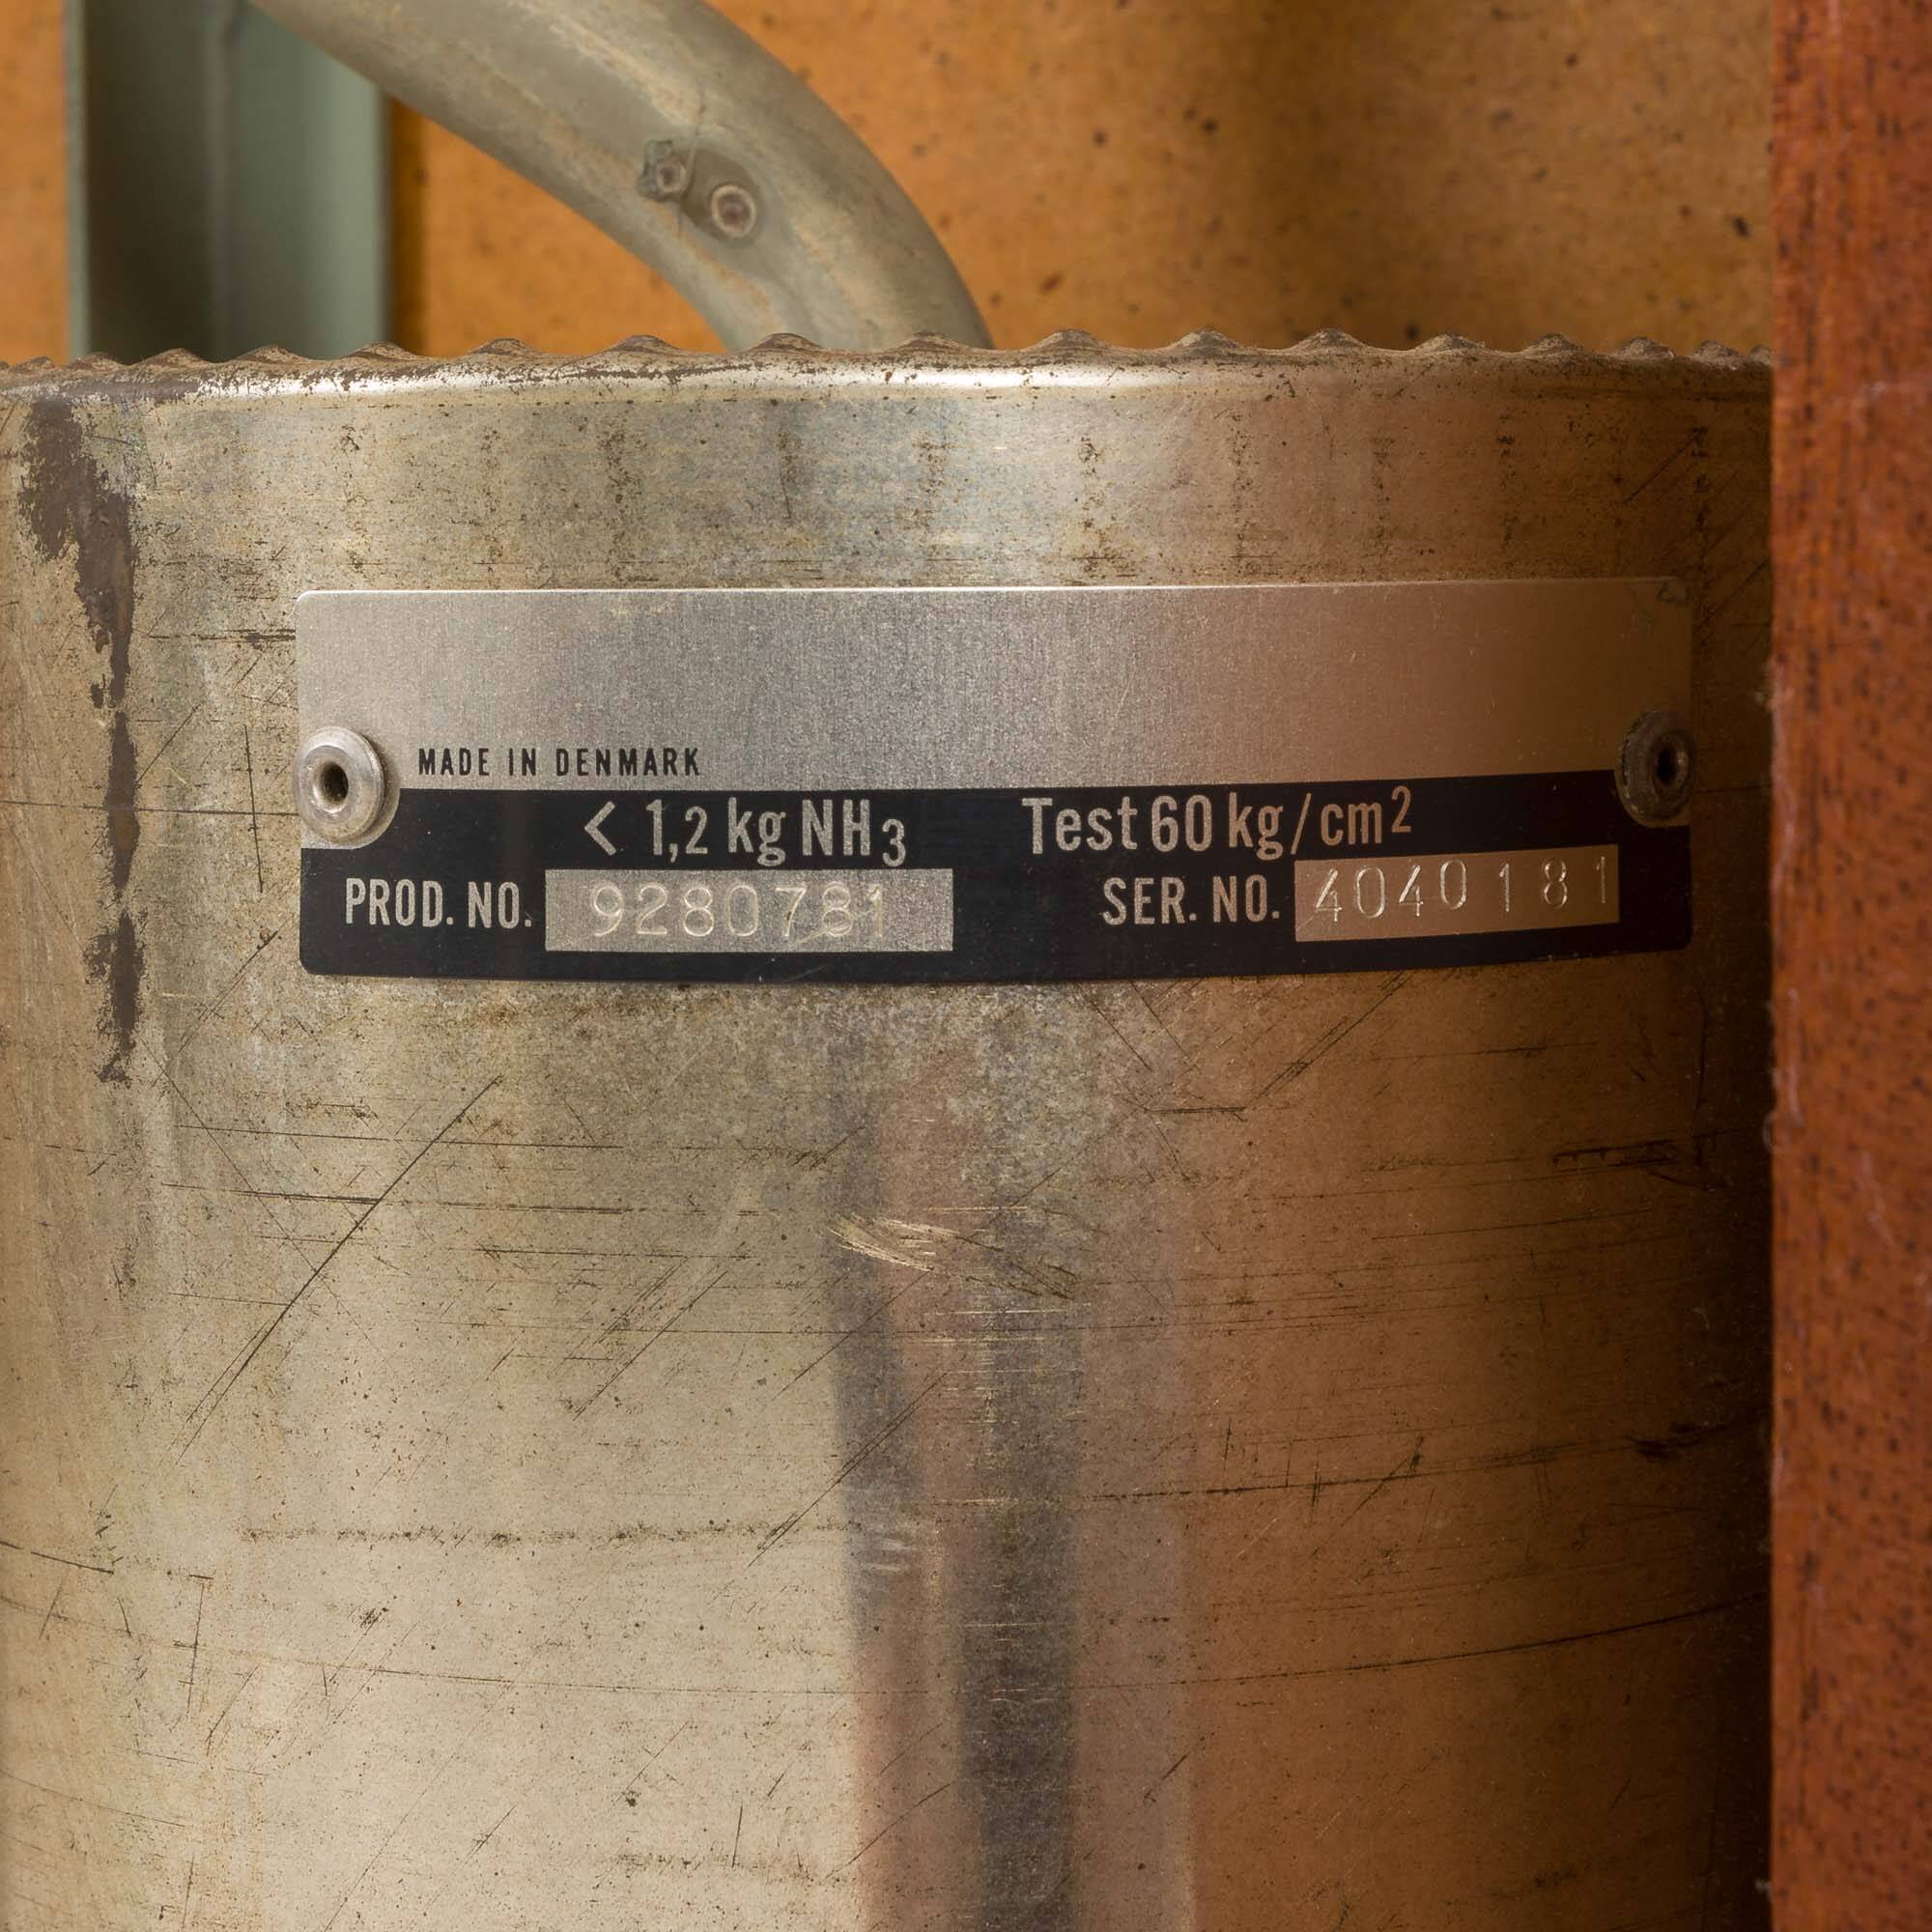 MADE IN DENMARK
< 1,2 kg NH3 Test 60 kg/cm2
PROD. NO. 9280781 SER. NO. 4040181